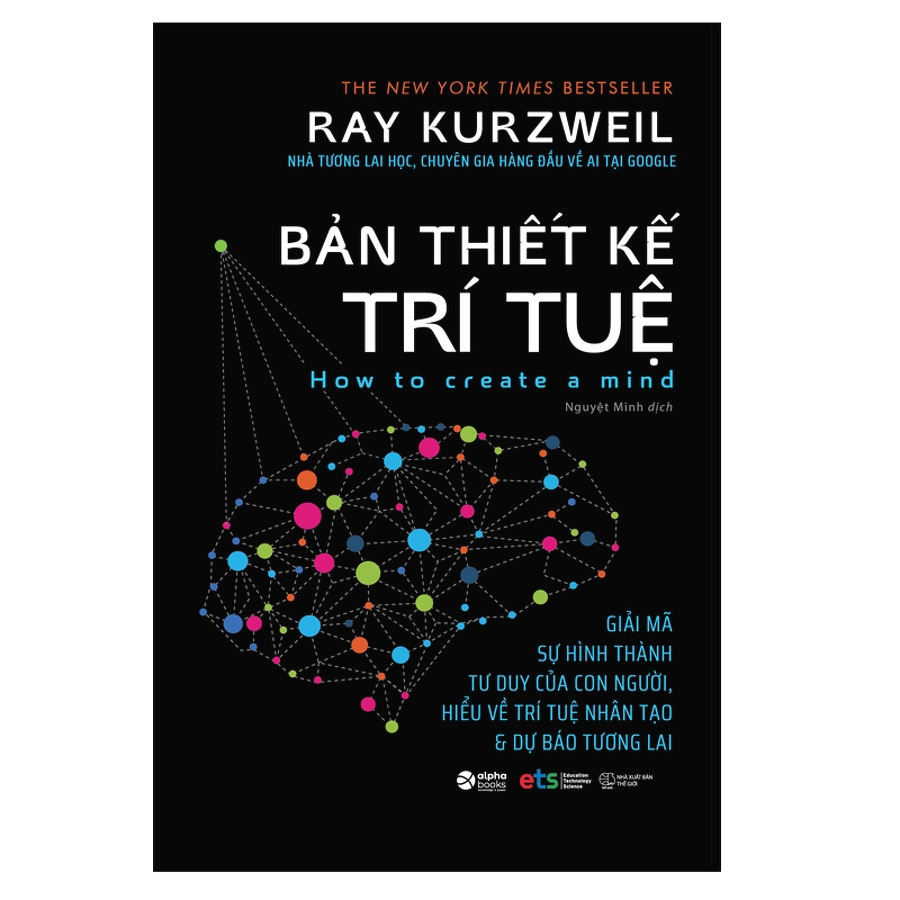 THE NEW YORK TIMES BESTSELLER
RAY KURZWEIL
NHÀ TƯƠNG LAI HỌC, CHUYÊN GIA HÀNG ĐẦU VỀ AI TẠI GOOGLE
BẢN THIẾT KẾ
TRÍ TUỆ
How to create a mind
Nguyệt Minh dịch
GIẢI MÃ
SỰ HÌNH THÀNH
TƯ DUY CỦA CON NGƯỜI,
HIỂU VỀ TRÍ TUỆ NHÂN TẠO
& DỰ BÁO TƯƠNG LAI
alpha
books
knowledge is power
ets
Education
Technology
Science
NHÀ XUẤT BẢN
THẾ GIỚI